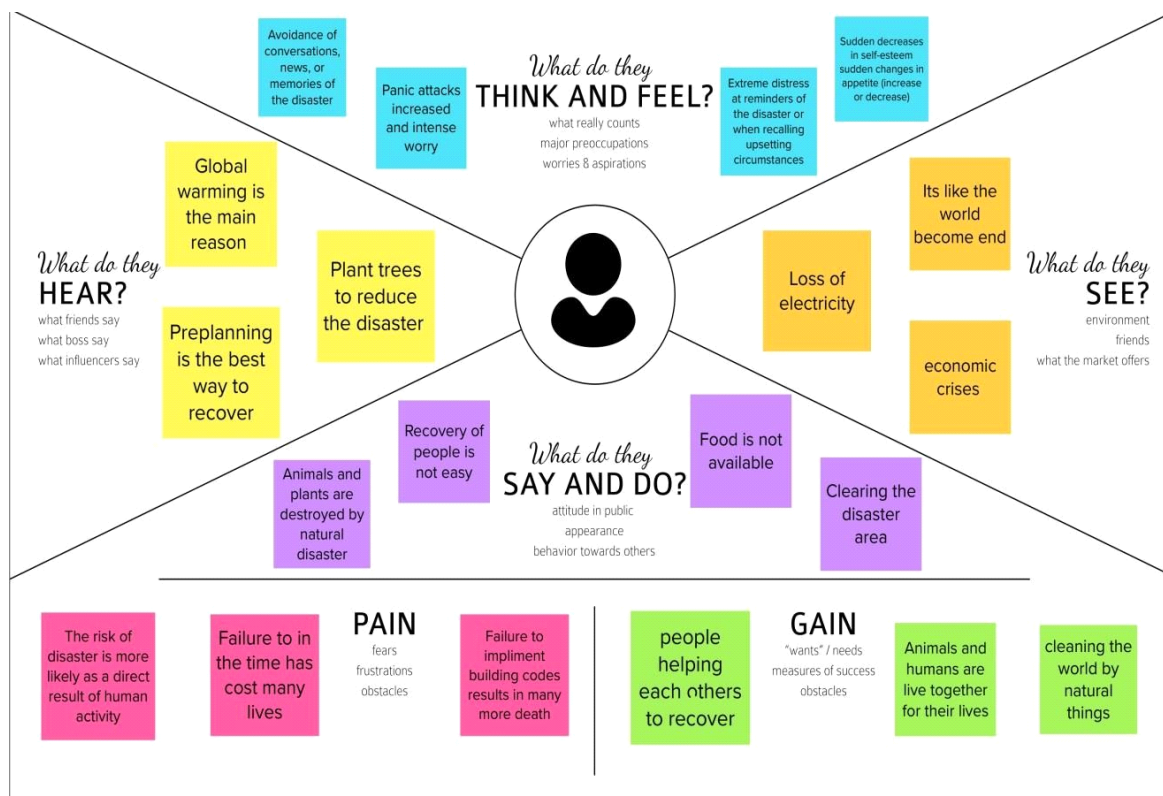 Avoidance of
conversations,
news, or
memories of
the disaster
Panic attacks
increased
and intense
worry
What do they
THINK AND FEEL?
what really counts
major preoccupations
worries & aspirations
Extreme distress
at reminders of
the disaster or
when recalling
upsetting
circumstances
Sudden decreases
in self-esteem
sudden changes in
appetite (increase
or decrease)
What do they
HEAR?
what friends say
what boss say
what influencers say
Global
warming is
the main
reason
Plant trees
to reduce
the disaster
Preplanning
is the best
way to
recover
Its like the
world
become end
Loss of
electricity
economic
crises
What do they
SEE?
environment
friends
what the market offers
Animals and
plants are
destroyed by
natural
disaster
Recovery of
people is
not easy
What do they
SAY AND DO?
attitude in public
appearance
behavior towards others
Food is not
available
Clearing the
disaster
area
The risk of
disaster is more
likely as a direct
result of human
activity
Failure to in
the time has
cost many
lives
PAIN
fears
frustrations
obstacles
Failure to
impliment
building codes
results in many
more death
people
helping
each others
to recover
GAIN
"wants" / needs
measures of success
obstacles
Animals and
humans are
live together
for their lives
cleaning the
world by
natural
things